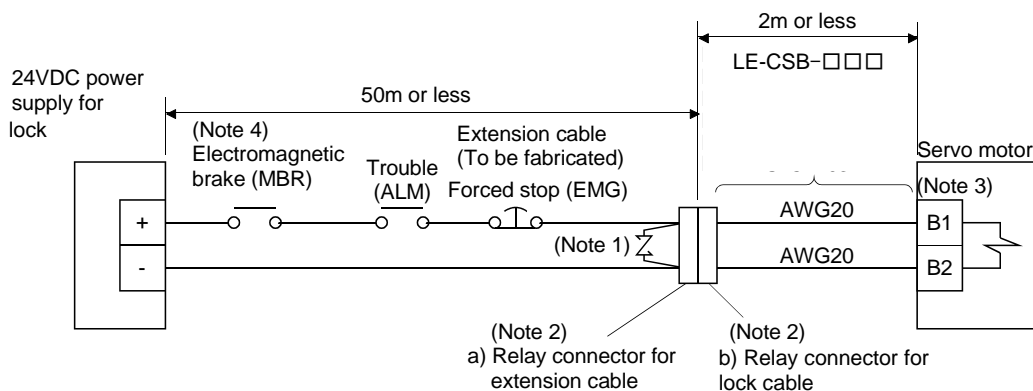 2m or less
LE-CSB-□□□
24VDC power
supply for
lock
50m or less
(Note 4)
Electromagnetic
brake (MBR)
Trouble
(ALM)
Extension cable
(To be fabricated)
Forced stop (EMG)
Servo motor
(Note 3)
+
-
(Note 1)
AWG20
AWG20
B1
B2
(Note 2)
a) Relay connector for
extension cable
(Note 2)
b) Relay connector for
lock cable